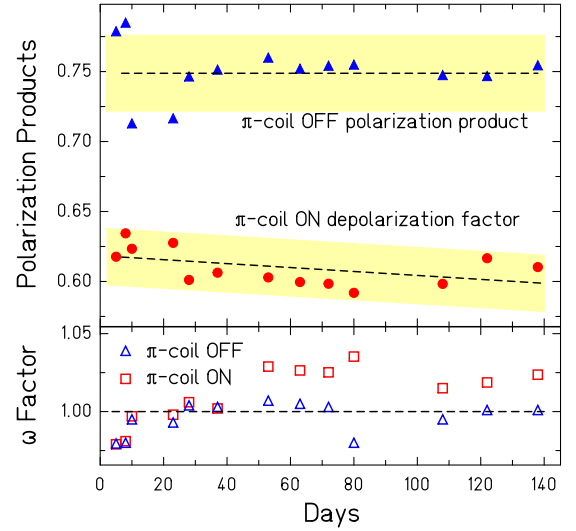 Polarization Products
0.75
0.70
0.65
0.60
π-coil OFF polarization product
π-coil ON depolarization factor
ω Factor
1.05
1.00
π-coil OFF
π-coil ON
0 20 40 60 80 100 120 140
Days